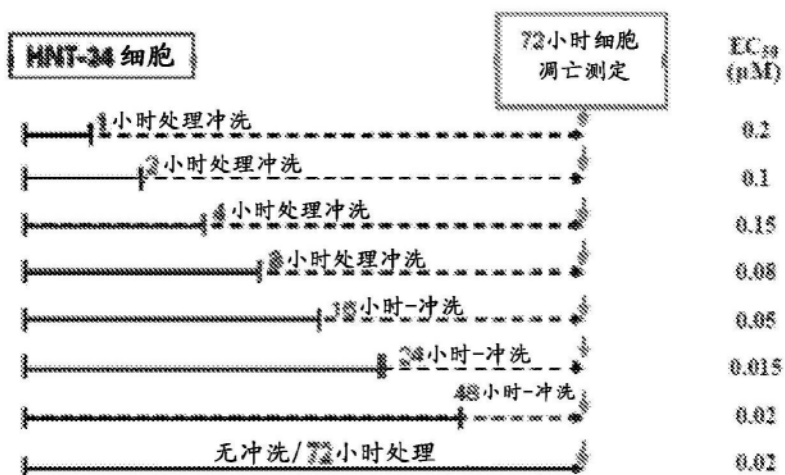 HNT-34 细胞
72小时细胞
凋亡测定
EC50
(μM)
1小时处理冲洗
0.2
2小时处理冲洗
0.1
4小时处理冲洗
0.15
8小时处理冲洗
0.08
16小时-冲洗
0.05
24小时-冲洗
0.015
48小时-冲洗
0.02
无冲洗/72小时处理
0.02